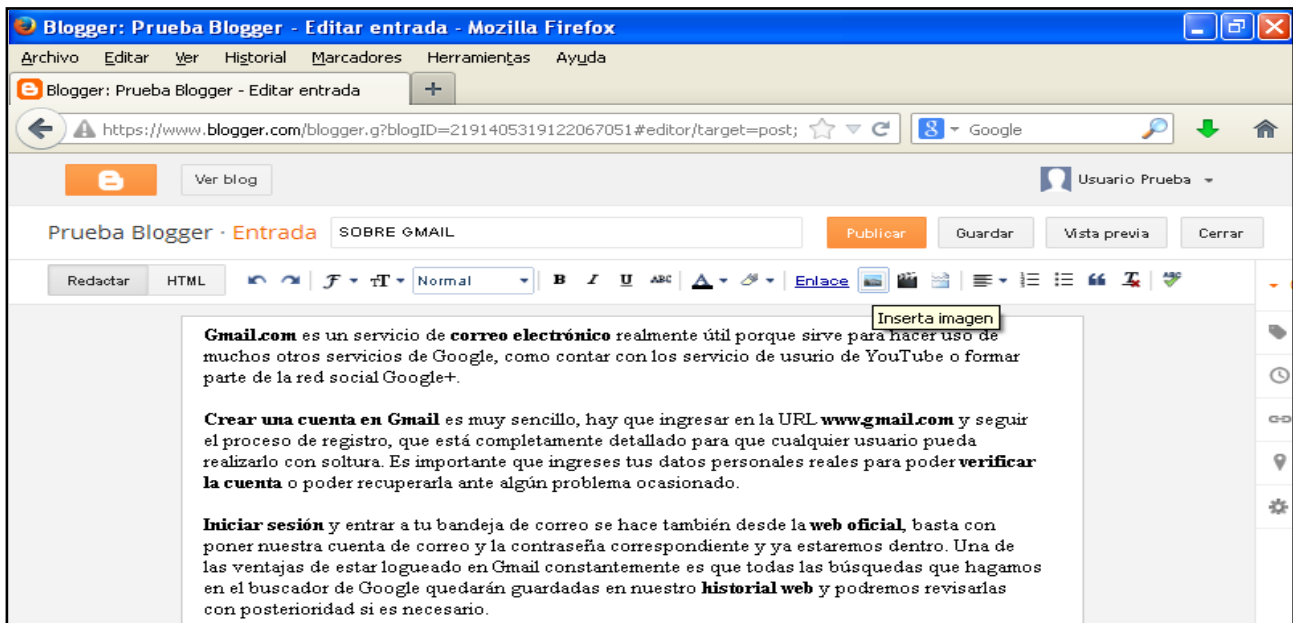 Blogger: Prueba Blogger - Editar entrada - Mozilla Firefox
Archivo Editar Ver Historial Marcadores Herramientas Ayuda
Blogger: Prueba Blogger - Editar entrada +
https://www.blogger.com/blogger.g?blogID=2191405319122067051#editor/target=post; Google
Ver blog Usuario Prueba
Prueba Blogger · Entrada SOBRE GMAIL Publicar Guardar Vista previa Cerrar
Redactar HTML Normal B I U ABC A Enlace ABC
Inserta imagen
Gmail.com es un servicio de correo electrónico realmente útil porque sirve para hacer uso de
muchos otros servicios de Google, como contar con los servicio de usurio de YouTube o formar
parte de la red social Google+.
Crear una cuenta en Gmail es muy sencillo, hay que ingresar en la URL www.gmail.com y seguir
el proceso de registro, que está completamente detallado para que cualquier usuario pueda
realizarlo con soltura. Es importante que ingreses tus datos personales reales para poder verificar
la cuenta o poder recuperarla ante algún problema ocasionado.
Iniciar sesión y entrar a tu bandeja de correo se hace también desde la web oficial, basta con
poner nuestra cuenta de correo y la contraseña correspondiente y ya estaremos dentro. Una de
las ventajas de estar logueado en Gmail constantemente es que todas las búsquedas que hagamos
en el buscador de Google quedarán guardadas en nuestro historial web y podremos revisarlas
con posterioridad si es necesario.